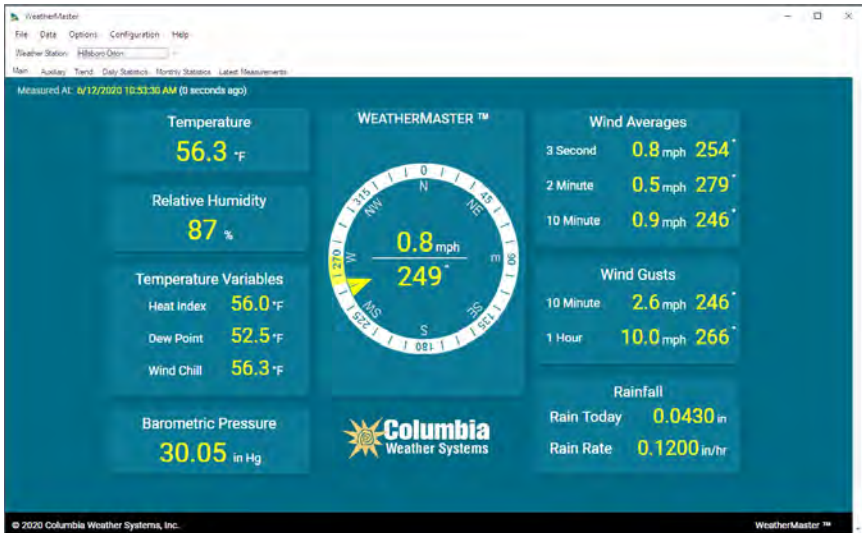 WeatherMaster
File Data Options Configuration Help
Weather Station: Hillsboro Oron
Main Auxiliary Trend Daily Statistics Monthly Statistics Latest Measurements
Measured At: 6/12/2020 10:53:30 AM (0 seconds ago)
Temperature
56.3 °F
Relative Humidity
87 %
Temperature Variables
Heat Index 56.0 °F
Dew Point 52.5 °F
Wind Chill 56.3 °F
Barometric Pressure
30.05 in Hg
WEATHERMASTER ™
0 45 90 135 180 225 270 315
N NE E SE S SW W NW
0.8 mph
249°
Columbia
Weather Systems
Wind Averages
3 Second 0.8 mph 254°
2 Minute 0.5 mph 279°
10 Minute 0.9 mph 246°
Wind Gusts
10 Minute 2.6 mph 246°
1 Hour 10.0 mph 266°
Rainfall
Rain Today 0.0430 in
Rain Rate 0.1200 in/hr
© 2020 Columbia Weather Systems, Inc.
WeatherMaster ™